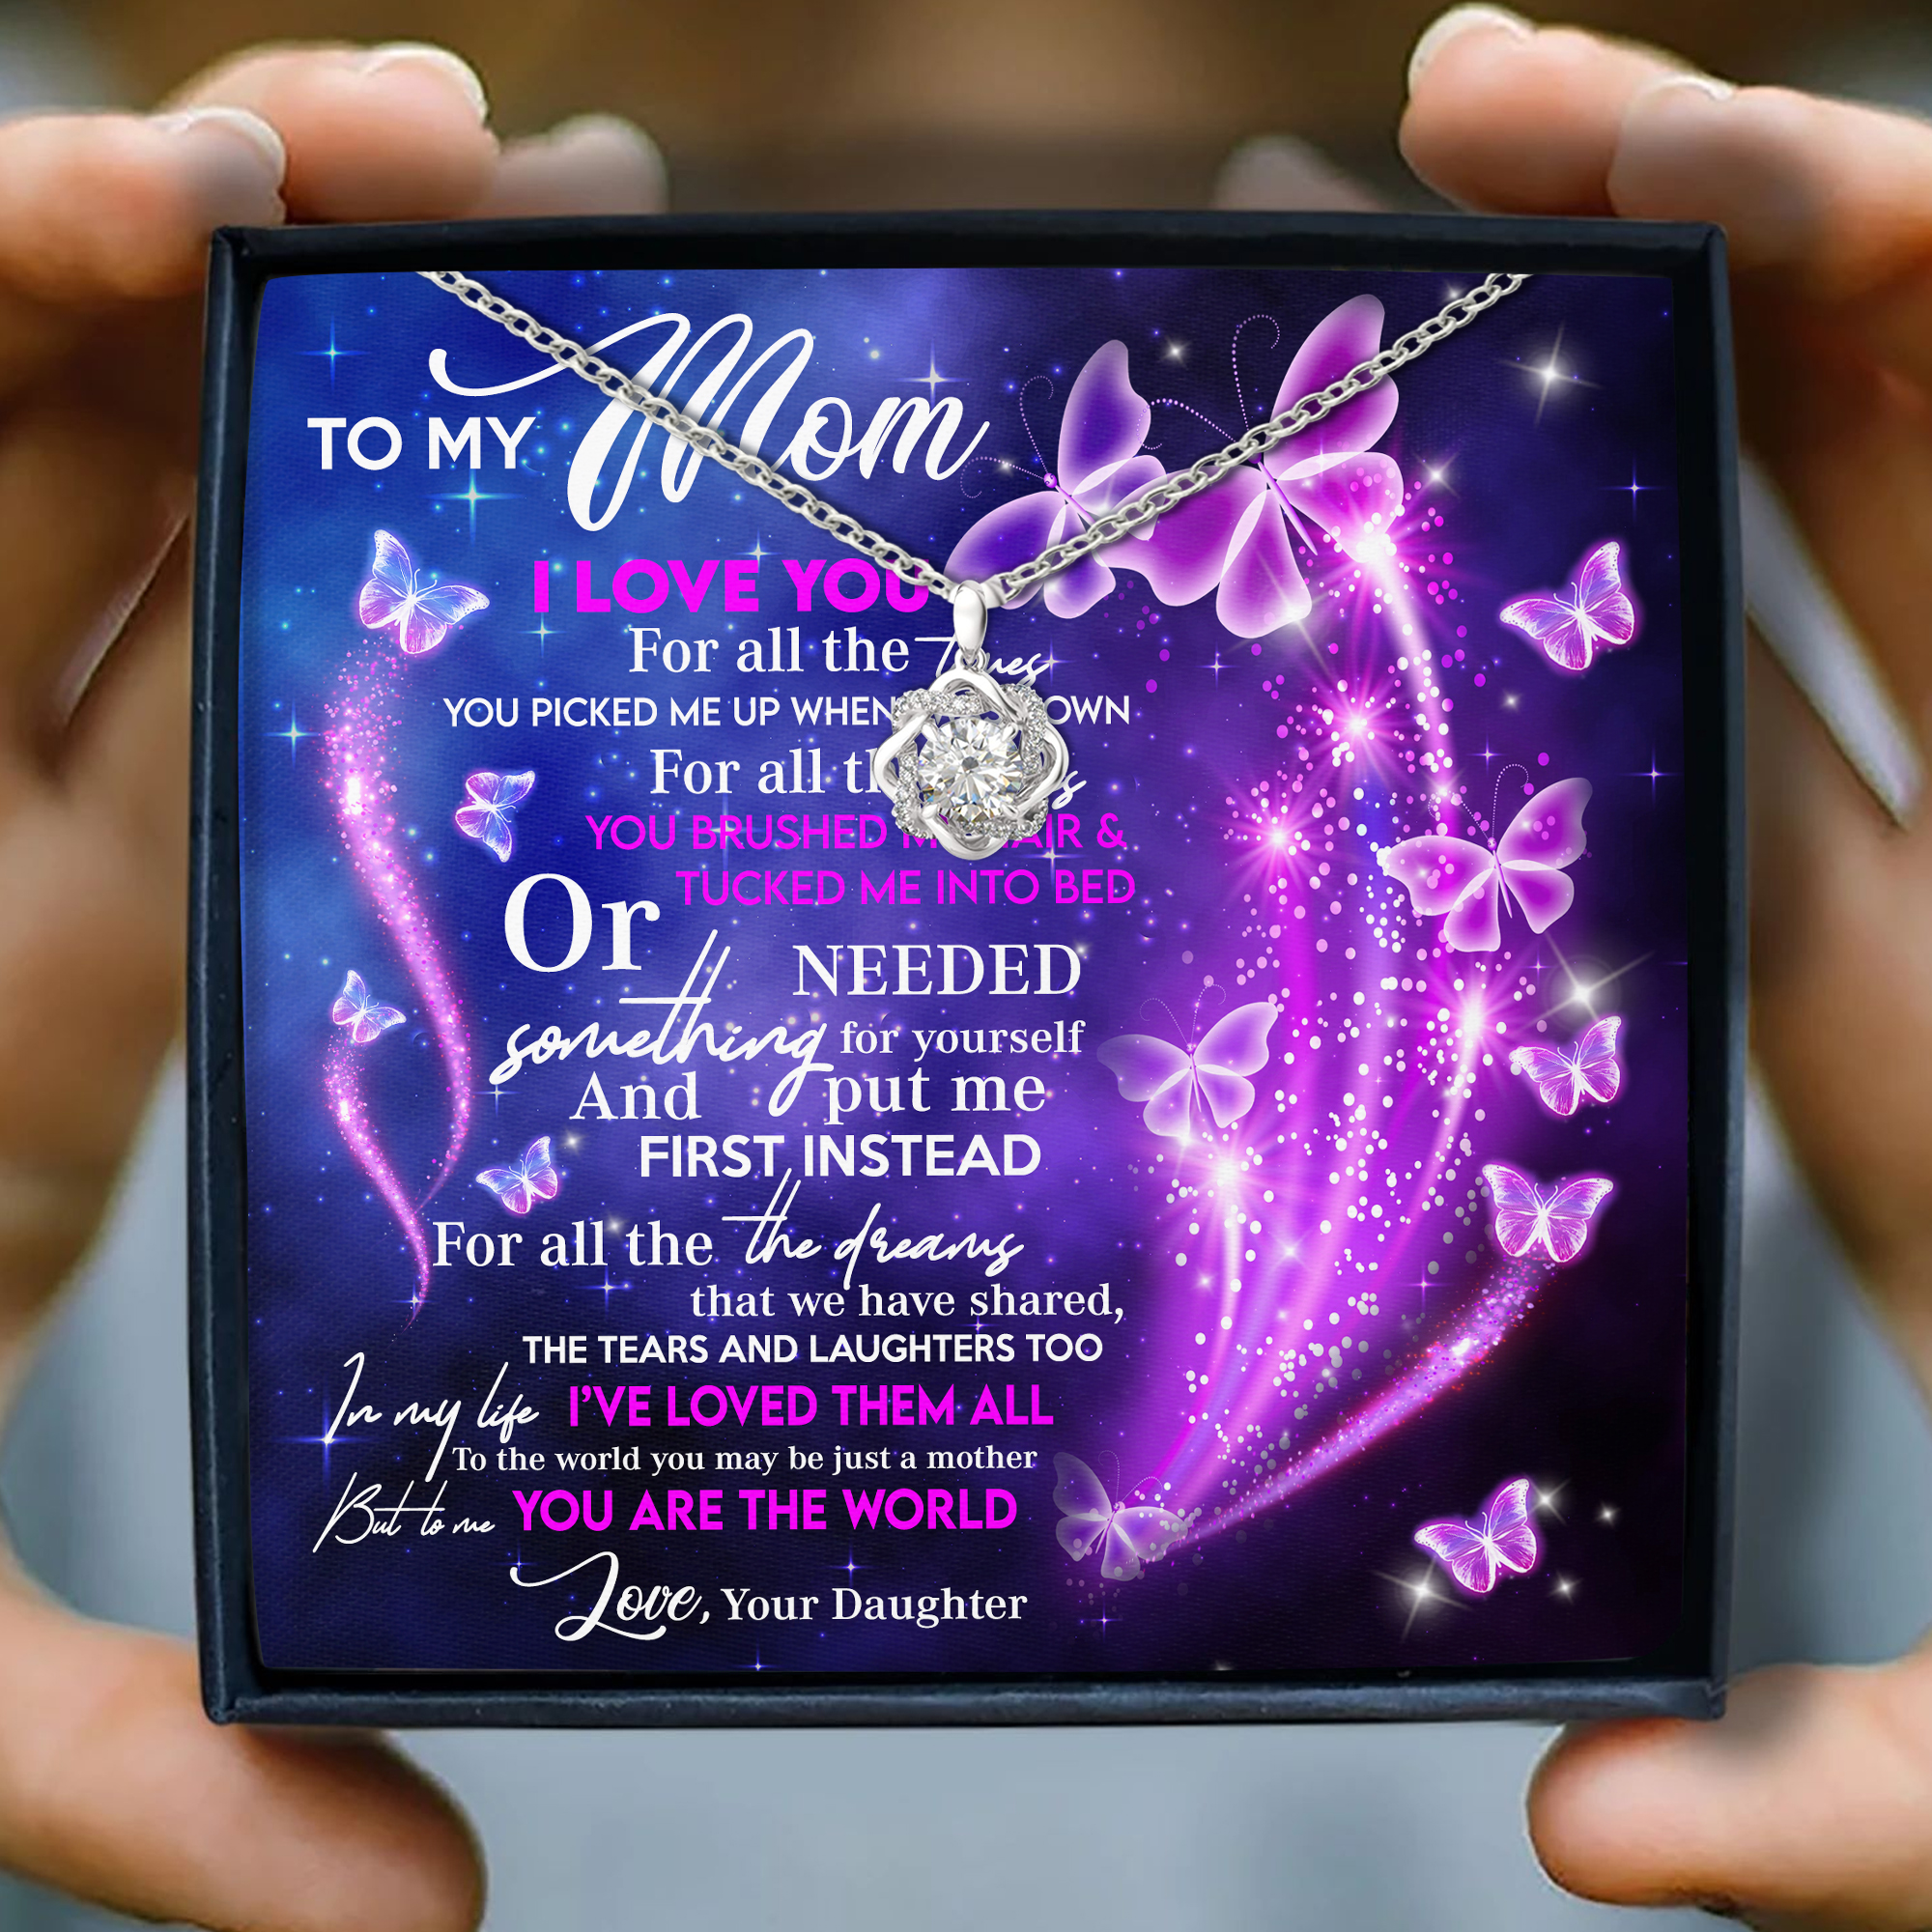 TO MY Mom
I LOVE YOU
For all the
YOU PICKED ME UP WHEN
For all
YOU BRUSHED &
TUCKED ME INTO BED
Or NEEDED
something for yourself
And put me
FIRST INSTEAD
For all the the dreams
that we have shared,
THE TEARS AND LAUGHTERS TOO
In my life I'VE LOVED THEM ALL
To the world you may be just a mother
But to me YOU ARE THE WORLD
Love, Your Daughter